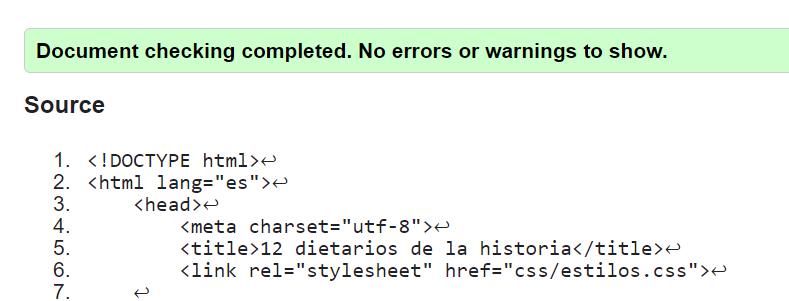 Document checking completed. No errors or warnings to show.
Source
1. <!DOCTYPE html>↩
2. <html lang="es">↩
3. <head>↩
4. <meta charset="utf-8">↩
5. <title>12 dietarios de la historia</title>↩
6. <link rel="stylesheet" href="css/estilos.css">↩
7. ↩